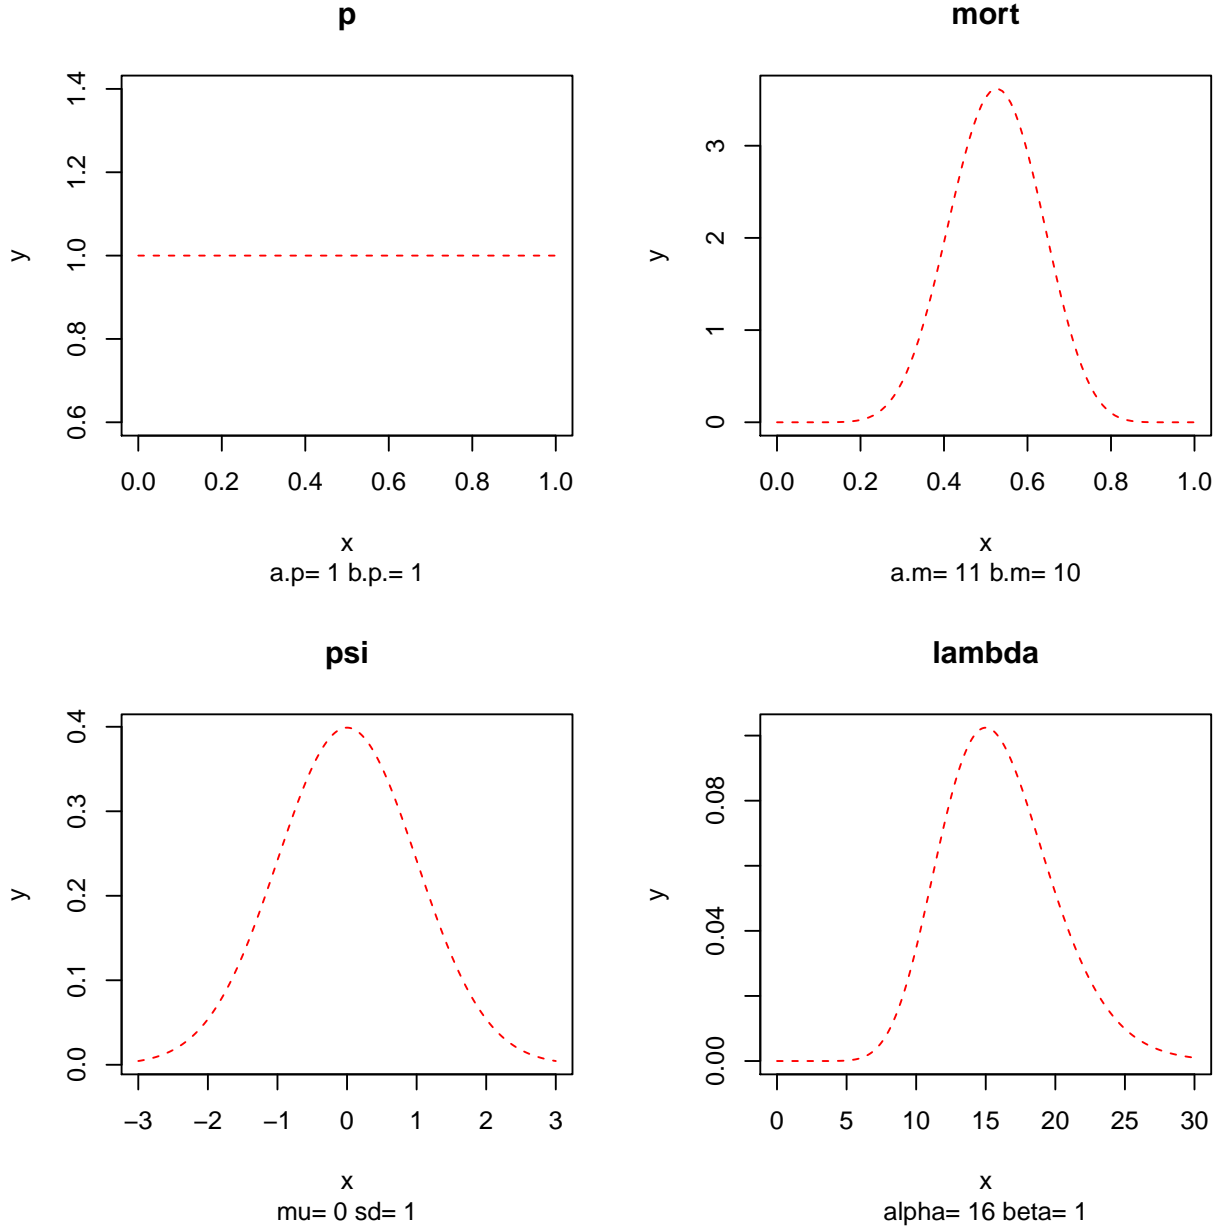 p
y
1.4
1.2
1.0
0.8
0.6
0.0 0.2 0.4 0.6 0.8 1.0
x
a.p= 1 b.p.= 1
mort
y
3
2
1
0
0.0 0.2 0.4 0.6 0.8 1.0
x
a.m= 11 b.m= 10
psi
y
0.4
0.3
0.2
0.1
0.0
−3 −2 −1 0 1 2 3
x
mu= 0 sd= 1
lambda
y
0.08
0.04
0.00
0 5 10 15 20 25 30
x
alpha= 16 beta= 1